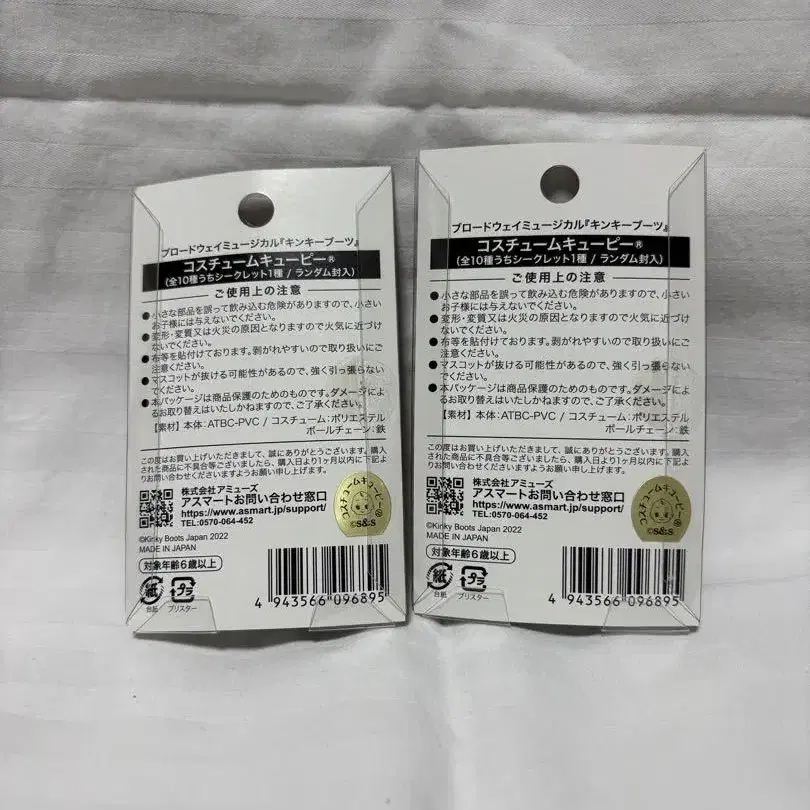 ブロードウェイミュージカル『キンキーブーツ』
コスチュームキューピー®
(全10種うちシークレット1種 / ランダム封入)
ご使用上の注意
●小さな部品を誤って飲み込む危険がありますので、小さい
お子様には与えないでください。
●変形・変質又は火災の原因となりますので火気に近づけ
ないでください。
●布等を貼付けております。剥がれやすいので取り扱いにご
注意ください。
●マスコットが抜ける可能性があるので、強く引っ張らない
でください。
●本パッケージは商品保護のためのものです。ダメージによ
るお取り替えはいたしかねますので、ご了承ください。
【素材】本体:ATBC-PVC / コスチューム:ポリエステル
ボールチェーン:鉄
この度はお買い上げいただきまして、誠にありがとうございます。万一お買い上げ
された商品に不具合等ございましたら、購入日より1ヶ月以内に下記より
お問い合わせくださいますようお願い申し上げます。
株式会社アミューズ
アスマートお問い合わせ窓口
https://www.asmart.jp/support/
TEL:0570-064-452
コスチュームキューピー®
©S&S
©Kinky Boots Japan 2022
MADE IN JAPAN
対象年齢6歳以上
紙
台紙
プラ
ブリスター
4 943566 096895
ブロードウェイミュージカル『キンキーブーツ』
コスチュームキューピー®
(全10種うちシークレット1種 / ランダム封入)
ご使用上の注意
●小さな部品を誤って飲み込む危険がありますので、小さい
お子様には与えないでください。
●変形・変質又は火災の原因となりますので火気に近づけ
ないでください。
●布等を貼付けております。剥がれやすいので取り扱いにご
注意ください。
●マスコットが抜ける可能性があるので、強く引っ張らない
でください。
●本パッケージは商品保護のためのものです。ダメージによ
るお取り替えはいたしかねますので、ご了承ください。
【素材】本体:ATBC-PVC / コスチューム:ポリエステル
ボールチェーン:鉄
この度はお買い上げいただきまして、誠にありがとうございます。万一お買い上げ
された商品に不具合等ございましたら、購入日より1ヶ月以内に下記より
お問い合わせくださいますようお願い申し上げます。
株式会社アミューズ
アスマートお問い合わせ窓口
https://www.asmart.jp/support/
TEL:0570-064-452
コスチュームキューピー®
©S&S
©Kinky Boots Japan 2022
MADE IN JAPAN
対象年齢6歳以上
紙
台紙
プラ
ブリスター
4 943566 096895